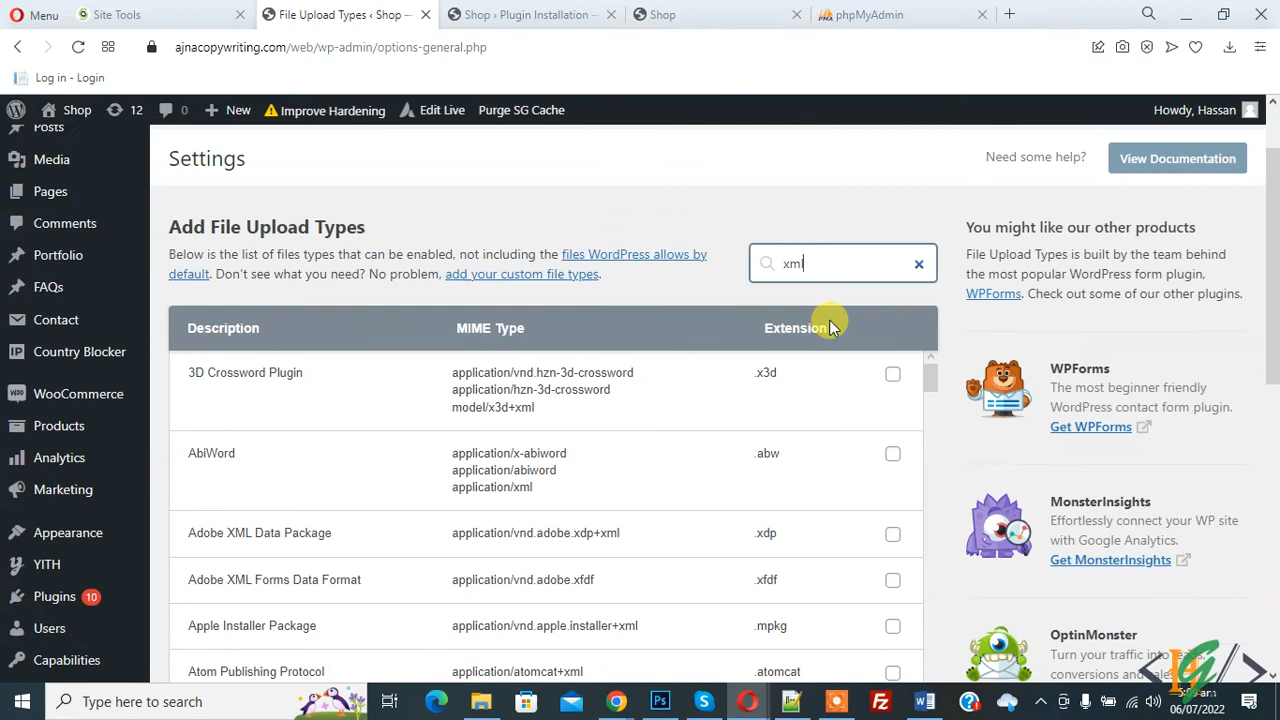 Menu
Site Tools
File Upload Types ‹ Shop —
Shop › Plugin Installation —
Shop
phpMyAdmin
ajnacopywriting.com/web/wp-admin/options-general.php
Log in - Login
Shop
12
0
New
Improve Hardening
Edit Live
Purge SG Cache
Howdy, Hassan
Posts
Media
Pages
Comments
Portfolio
FAQs
Contact
Country Blocker
WooCommerce
Products
Analytics
Marketing
Appearance
YITH
Plugins 10
Users
Capabilities
Settings
Need some help?
View Documentation
Add File Upload Types
Below is the list of files types that can be enabled, not including the files WordPress allows by
default. Don't see what you need? No problem, add your custom file types.
xml
Description MIME Type Extension
3D Crossword Plugin application/vnd.hzn-3d-crossword .x3d
application/hzn-3d-crossword
model/x3d+xml
AbiWord application/x-abiword .abw
application/abiword
application/xml
Adobe XML Data Package application/vnd.adobe.xdp+xml .xdp
Adobe XML Forms Data Format application/vnd.adobe.xfdf .xfdf
Apple Installer Package application/vnd.apple.installer+xml .mpkg
Atom Publishing Protocol application/atomcat+xml .atomcat
You might like our other products
File Upload Types is built by the team behind
the most popular WordPress form plugin,
WPForms. Check out some of our other plugins.
WPForms
The most beginner friendly
WordPress contact form plugin.
Get WPForms
MonsterInsights
Effortlessly connect your WP site
with Google Analytics.
Get MonsterInsights
OptinMonster
Turn your traffic into leads,
conversions and sales
Type here to search
06/07/2022